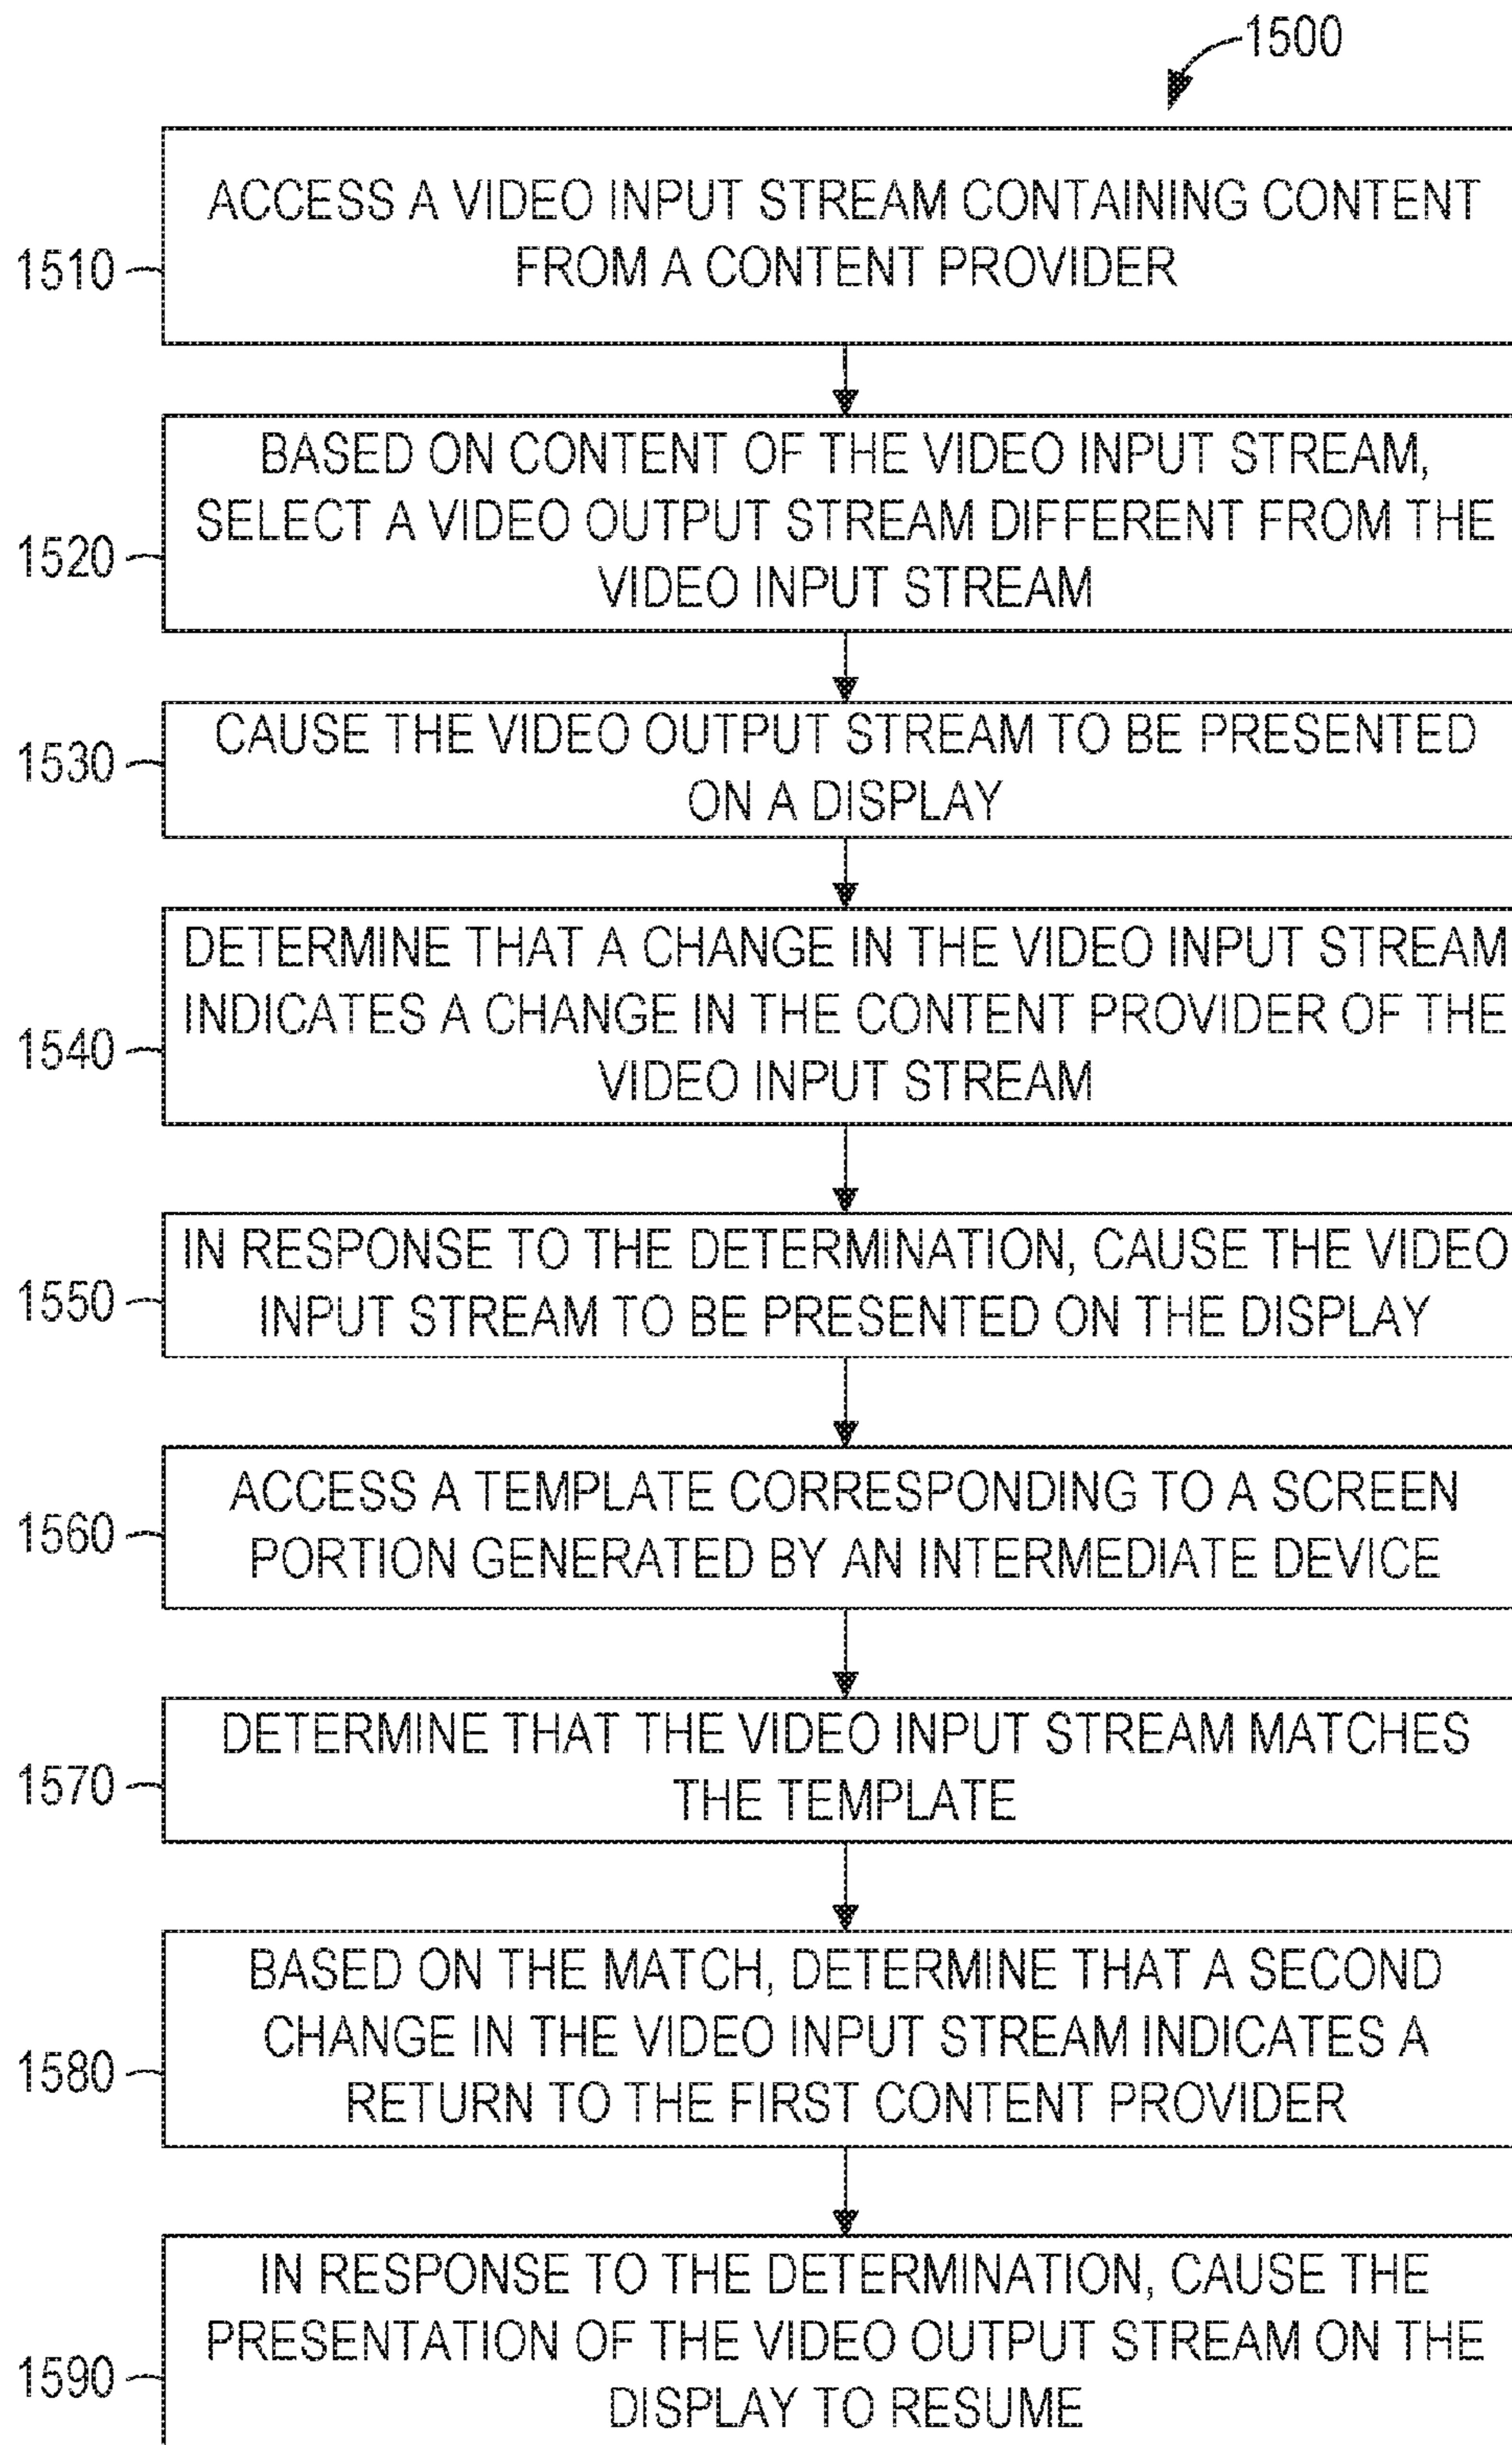 1500
ACCESS A VIDEO INPUT STREAM CONTAINING CONTENT
FROM A CONTENT PROVIDER
1510
BASED ON CONTENT OF THE VIDEO INPUT STREAM,
SELECT A VIDEO OUTPUT STREAM DIFFERENT FROM THE
VIDEO INPUT STREAM
1520
CAUSE THE VIDEO OUTPUT STREAM TO BE PRESENTED
ON A DISPLAY
1530
DETERMINE THAT A CHANGE IN THE VIDEO INPUT STREAM
INDICATES A CHANGE IN THE CONTENT PROVIDER OF THE
VIDEO INPUT STREAM
1540
IN RESPONSE TO THE DETERMINATION, CAUSE THE VIDEO
INPUT STREAM TO BE PRESENTED ON THE DISPLAY
1550
ACCESS A TEMPLATE CORRESPONDING TO A SCREEN
PORTION GENERATED BY AN INTERMEDIATE DEVICE
1560
DETERMINE THAT THE VIDEO INPUT STREAM MATCHES
THE TEMPLATE
1570
BASED ON THE MATCH, DETERMINE THAT A SECOND
CHANGE IN THE VIDEO INPUT STREAM INDICATES A
RETURN TO THE FIRST CONTENT PROVIDER
1580
IN RESPONSE TO THE DETERMINATION, CAUSE THE
PRESENTATION OF THE VIDEO OUTPUT STREAM ON THE
DISPLAY TO RESUME
1590